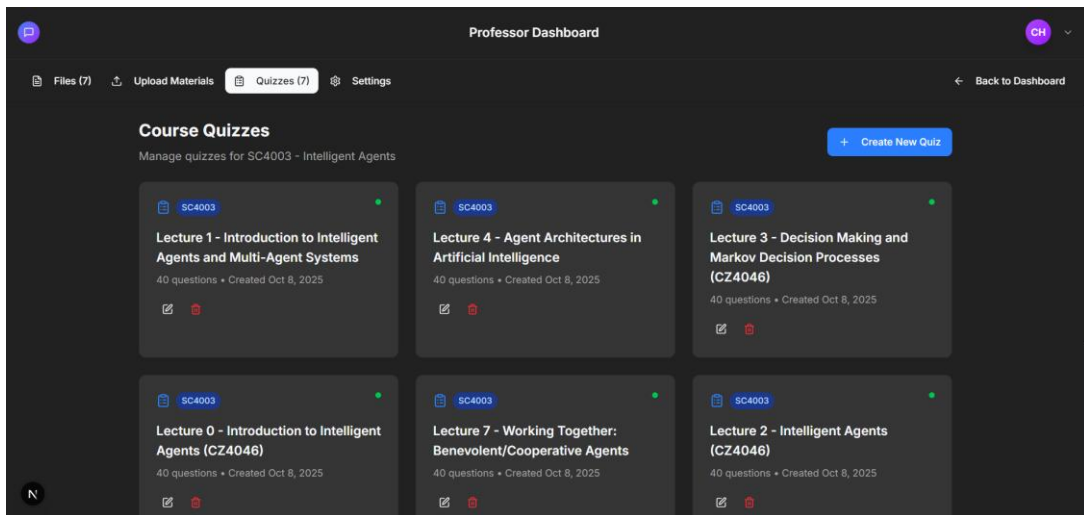 Professor Dashboard
CH
Files (7)
Upload Materials
Quizzes (7)
Settings
Back to Dashboard
Course Quizzes
Manage quizzes for SC4003 - Intelligent Agents
Create New Quiz
SC4003
Lecture 1 - Introduction to Intelligent
Agents and Multi-Agent Systems
40 questions • Created Oct 8, 2025
SC4003
Lecture 4 - Agent Architectures in
Artificial Intelligence
40 questions • Created Oct 8, 2025
SC4003
Lecture 3 - Decision Making and
Markov Decision Processes
(CZ4046)
40 questions • Created Oct 8, 2025
SC4003
Lecture 0 - Introduction to Intelligent
Agents (CZ4046)
40 questions • Created Oct 8, 2025
SC4003
Lecture 7 - Working Together:
Benevolent/Cooperative Agents
40 questions • Created Oct 8, 2025
SC4003
Lecture 2 - Intelligent Agents
(CZ4046)
40 questions • Created Oct 8, 2025
N